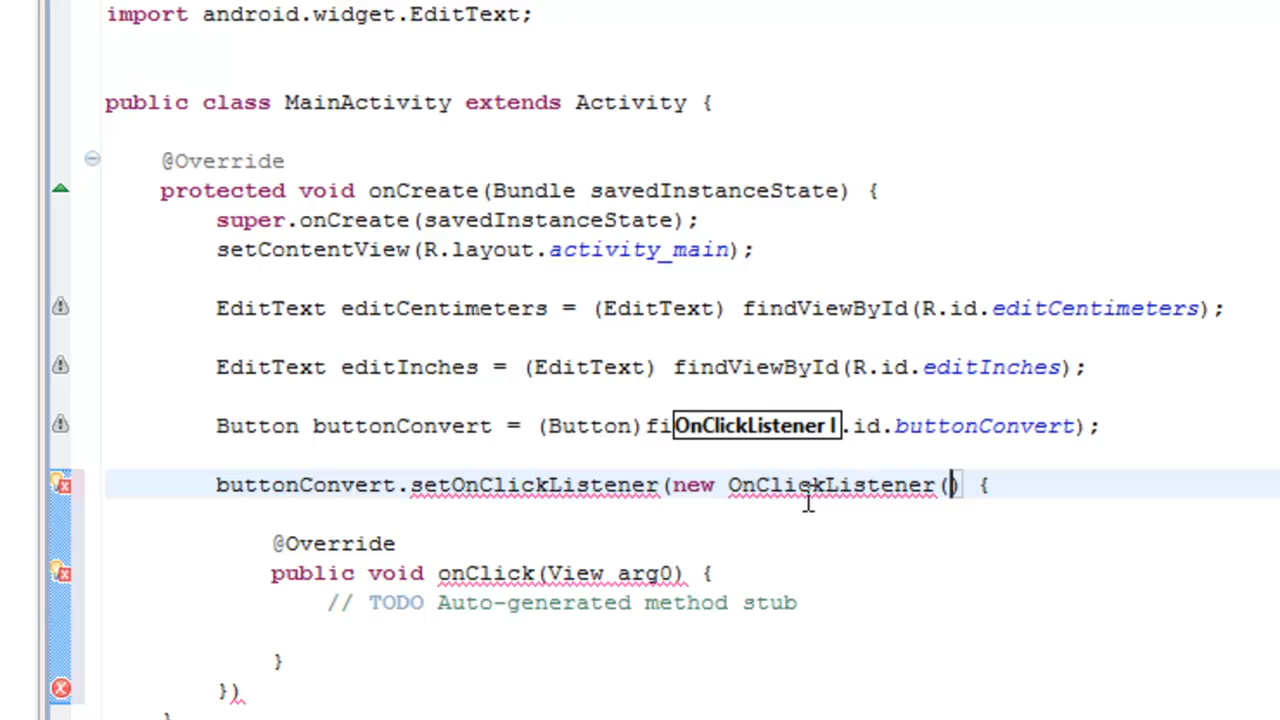 import android.widget.EditText;
public class MainActivity extends Activity {
@Override
protected void onCreate(Bundle savedInstanceState) {
super.onCreate(savedInstanceState);
setContentView(R.layout.activity_main);
EditText editCentimeters = (EditText) findViewById(R.id.editCentimeters);
EditText editInches = (EditText) findViewById(R.id.editInches);
Button buttonConvert = (Button)fi OnClickListener l .id.buttonConvert);
buttonConvert.setOnClickListener(new OnClickListener() {
@Override
public void onClick(View arg0) {
// TODO Auto-generated method stub
}
})
}